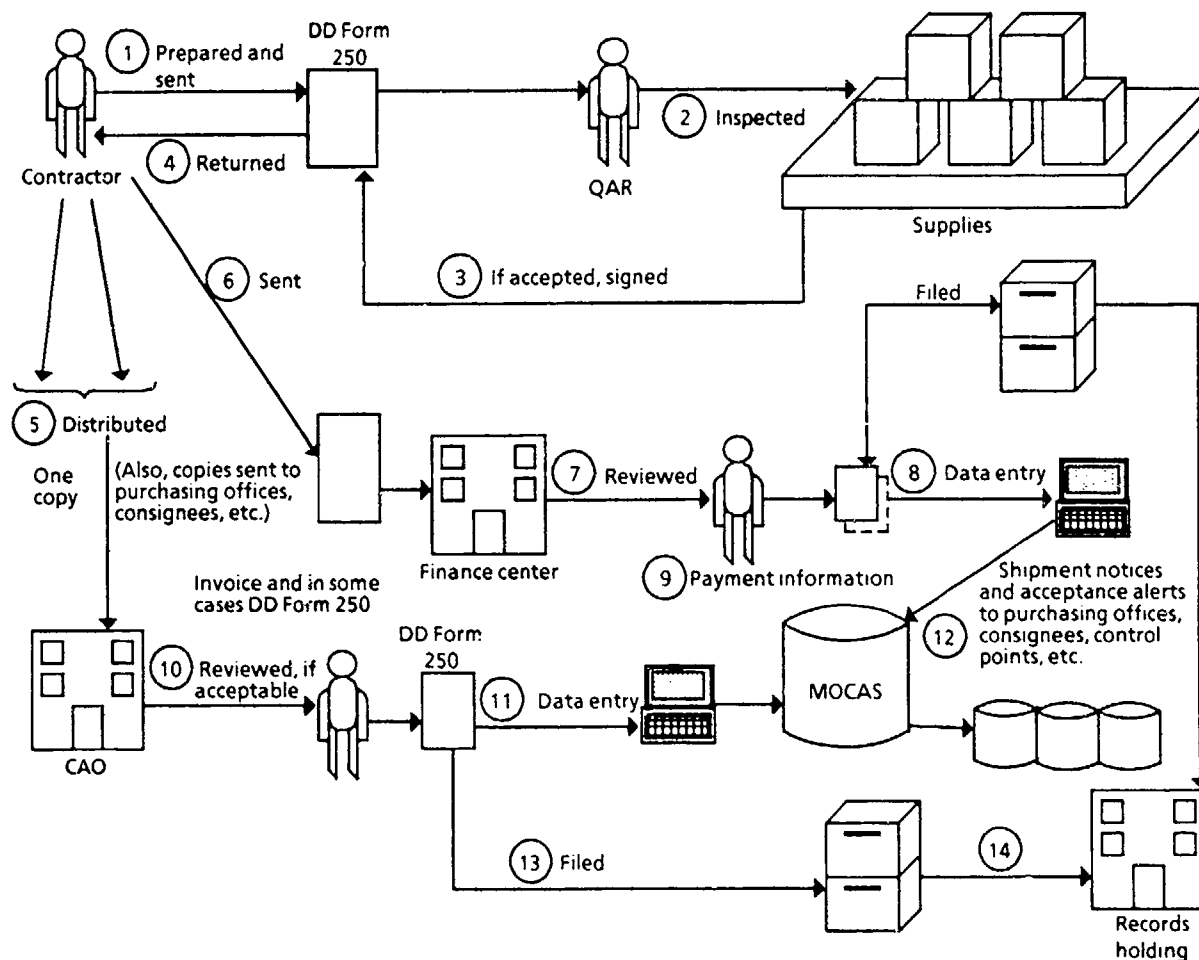 DD Form
250
1 Prepared and
sent
2 Inspected
4 Returned
Contractor
QAR
Supplies
3 If accepted, signed
6 Sent
Filed
5 Distributed
One
copy
(Also, copies sent to
purchasing offices,
consignees, etc.)
7 Reviewed
8 Data entry
Finance center
9 Payment information
Invoice and in some
cases DD Form 250
Shipment notices
and acceptance alerts
to purchasing offices,
consignees, control
points, etc.
12
DD Form
250
10 Reviewed, if
acceptable
11 Data entry
MOCAS
CAO
13 Filed
14
Records
holding